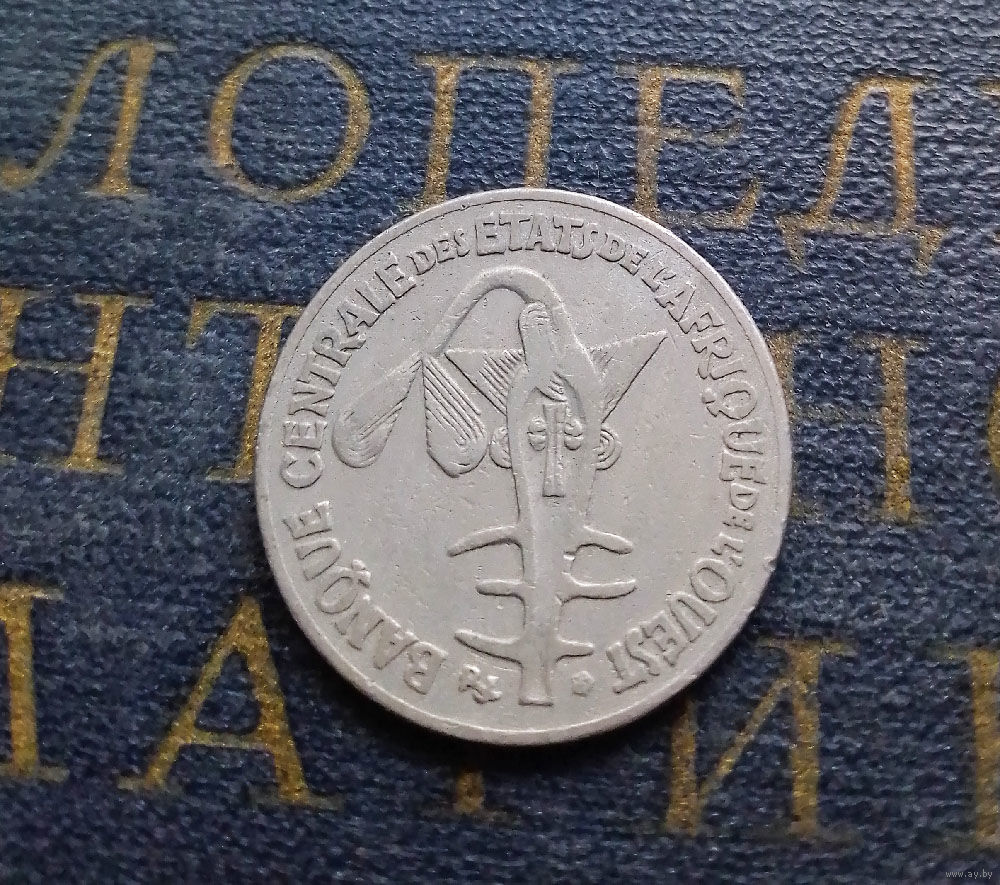 ЛОПЕД
BANQUE CENTRALE DES ETATS DE L'AFRIQUE DE L'OUEST
www.ay.by